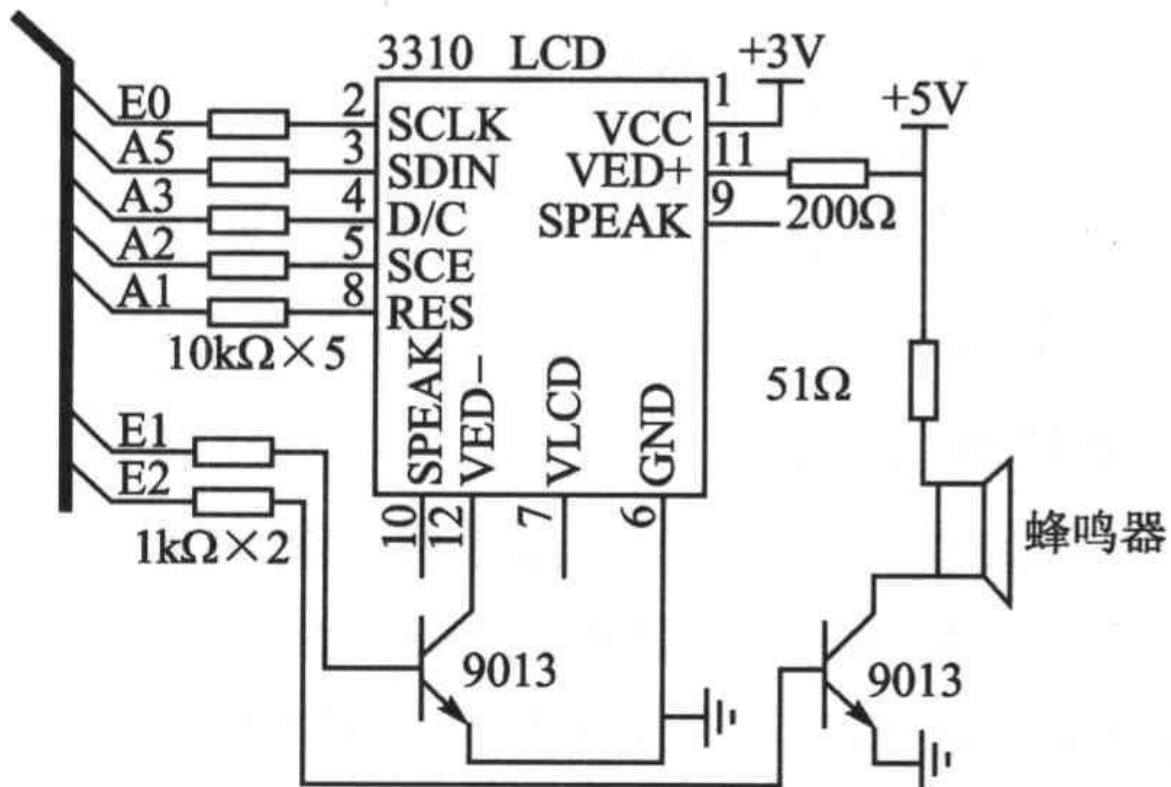 3310 LCD
+3V
+5V
E0
2
SCLK
VCC
1
A5
3
SDIN
VED+
11
A3
4
D/C
SPEAK
9
200Ω
A2
5
SCE
A1
8
RES
10kΩ×5
51Ω
SPEAK
VED−
VLCD
GND
E1
E2
1kΩ×2
10
12
7
6
蜂鸣器
9013
9013